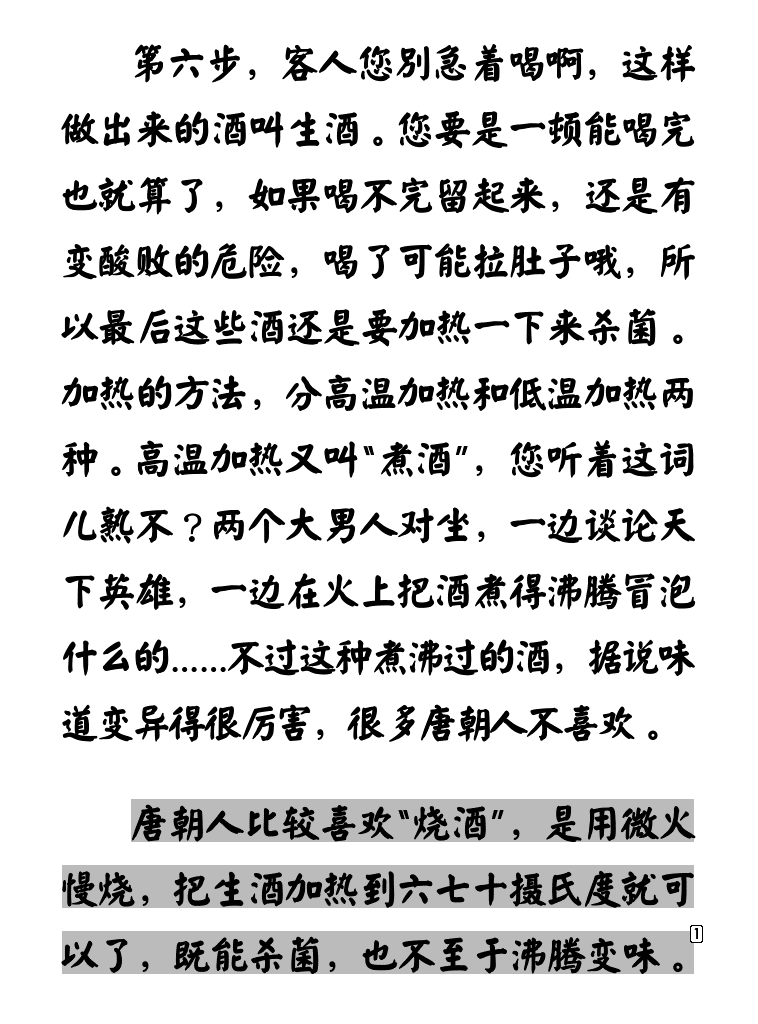 第六步，客人您别急着喝啊，这样
做出来的酒叫生酒。您要是一顿能喝完
也就算了，如果喝不完留起来，还是有
变酸败的危险，喝了可能拉肚子哦，所
以最后这些酒还是要加热一下来杀菌。
加热的方法，分高温加热和低温加热两
种。高温加热又叫“煮酒”，您听着这词
儿熟不？两个大男人对坐，一边谈论天
下英雄，一边在火上把酒煮得沸腾冒泡
什么的……不过这种煮沸过的酒，据说味
道变异得很厉害，很多唐朝人不喜欢。
唐朝人比较喜欢“烧酒”，是用微火
慢烧，把生酒加热到六七十摄氏度就可
以了，既能杀菌，也不至于沸腾变味。1